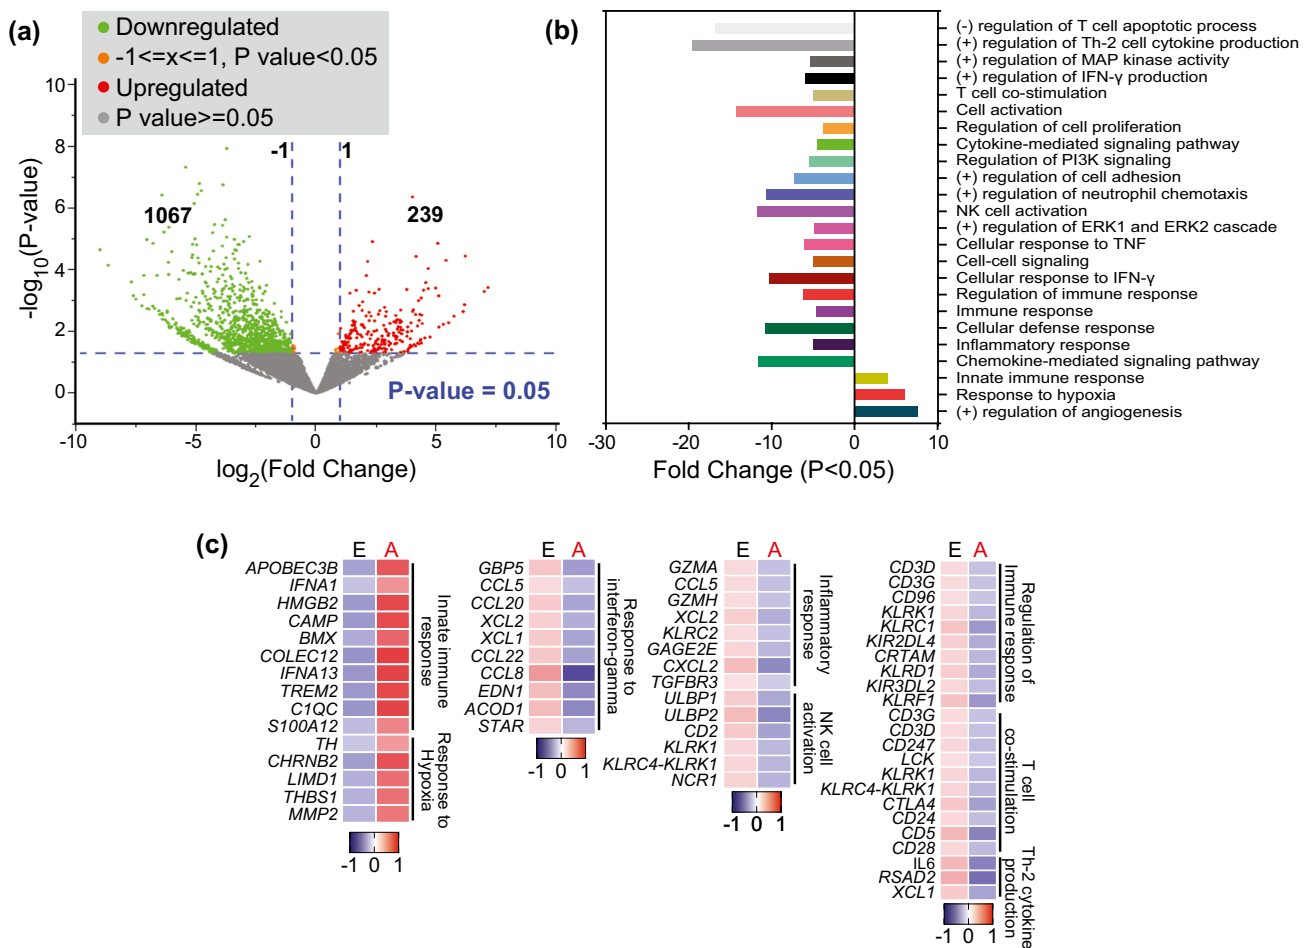 (a)
Downregulated
-1<=x<=1, P value<0.05
Upregulated
P value>=0.05
10
8
6
4
2
0
-log10(P-value)
-1
1
1067
239
P-value = 0.05
-10
-5
0
5
10
log2(Fold Change)
(b)
(-) regulation of T cell apoptotic process
(+) regulation of Th-2 cell cytokine production
(+) regulation of MAP kinase activity
(+) regulation of IFN-γ production
T cell co-stimulation
Cell activation
Regulation of cell proliferation
Cytokine-mediated signaling pathway
Regulation of PI3K signaling
(+) regulation of cell adhesion
(+) regulation of neutrophil chemotaxis
NK cell activation
(+) regulation of ERK1 and ERK2 cascade
Cellular response to TNF
Cell-cell signaling
Cellular response to IFN-γ
Regulation of immune response
Immune response
Cellular defense response
Inflammatory response
Chemokine-mediated signaling pathway
Innate immune response
Response to hypoxia
(+) regulation of angiogenesis
-30
-20
-10
0
10
Fold Change (P<0.05)
(c)
E A
APOBEC3B
IFNA1
HMGB2
CAMP
BMX
COLEC12
IFNA13
TREM2
C1QC
S100A12
TH
CHRNB2
LIMD1
THBS1
MMP2
Innate immune
response
Response to
Hypoxia
-1 0 1
E A
GBP5
CCL5
CCL20
XCL2
XCL1
CCL22
CCL8
EDN1
ACOD1
STAR
Response to
interferon-gamma
-1 0 1
E A
GZMA
CCL5
GZMH
XCL2
KLRC2
GAGE2E
CXCL2
TGFBR3
ULBP1
ULBP2
CD2
KLRK1
KLRC4-KLRK1
NCR1
Inflammatory
response
NK cell
activation
-1 0 1
E A
CD3D
CD3G
CD96
KLRK1
KLRC1
KIR2DL4
CRTAM
KLRD1
KIR3DL2
KLRF1
CD3G
CD3D
CD247
LCK
KLRK1
KLRC4-KLRK1
CTLA4
CD24
CD5
CD28
IL6
RSAD2
XCL1
Regulation of
Immune response
T cell
co-stimulation
Th-2 cytokine
production
-1 0 1